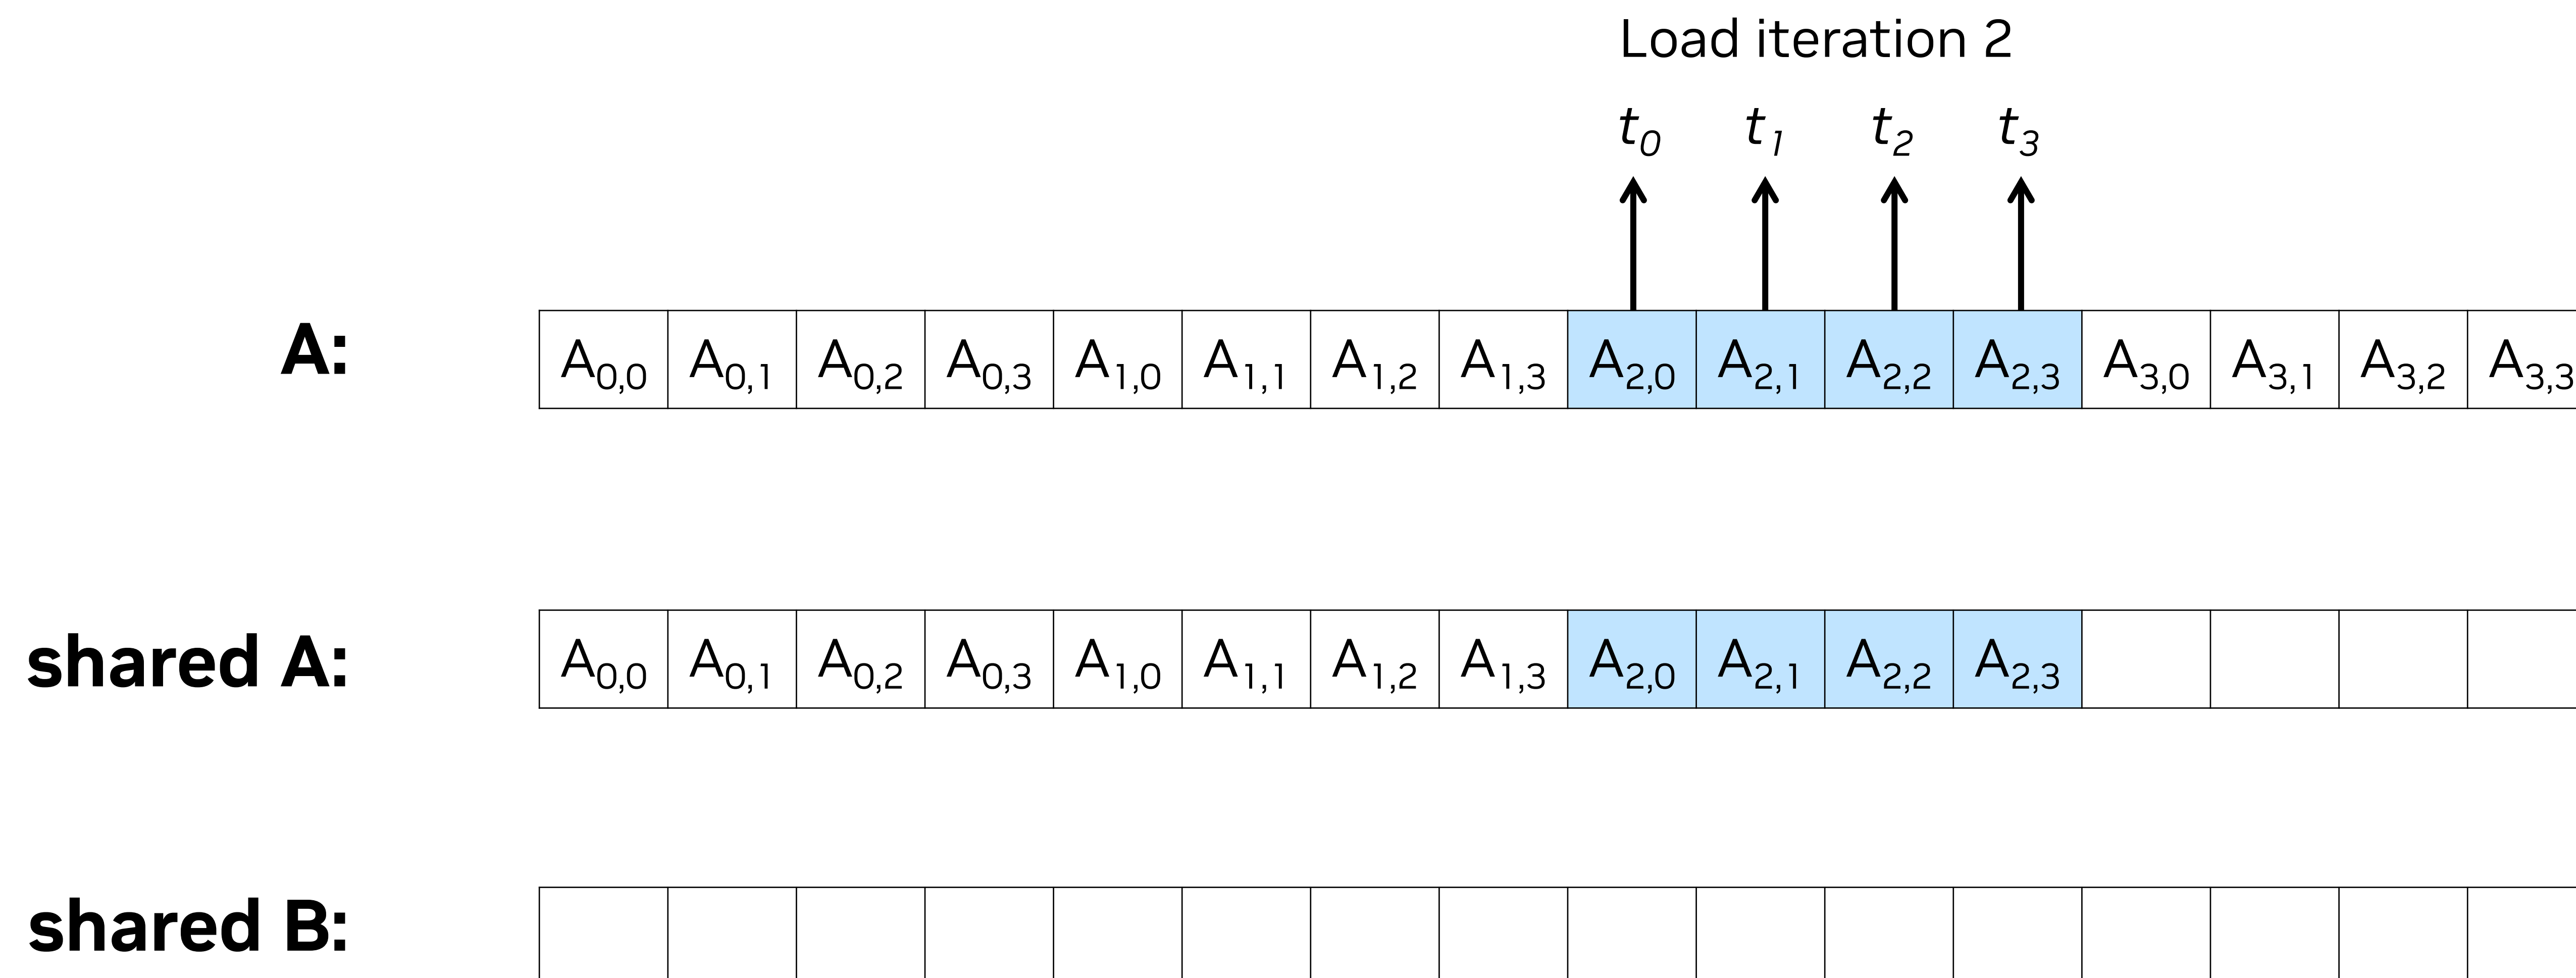 Load iteration 2
t₀ t₁ t₂ t₃
A: A₀,₀ A₀,₁ A₀,₂ A₀,₃ A₁,₀ A₁,₁ A₁,₂ A₁,₃ A₂,₀ A₂,₁ A₂,₂ A₂,₃ A₃,₀ A₃,₁ A₃,₂ A₃,₃
shared A: A₀,₀ A₀,₁ A₀,₂ A₀,₃ A₁,₀ A₁,₁ A₁,₂ A₁,₃ A₂,₀ A₂,₁ A₂,₂ A₂,₃
shared B: